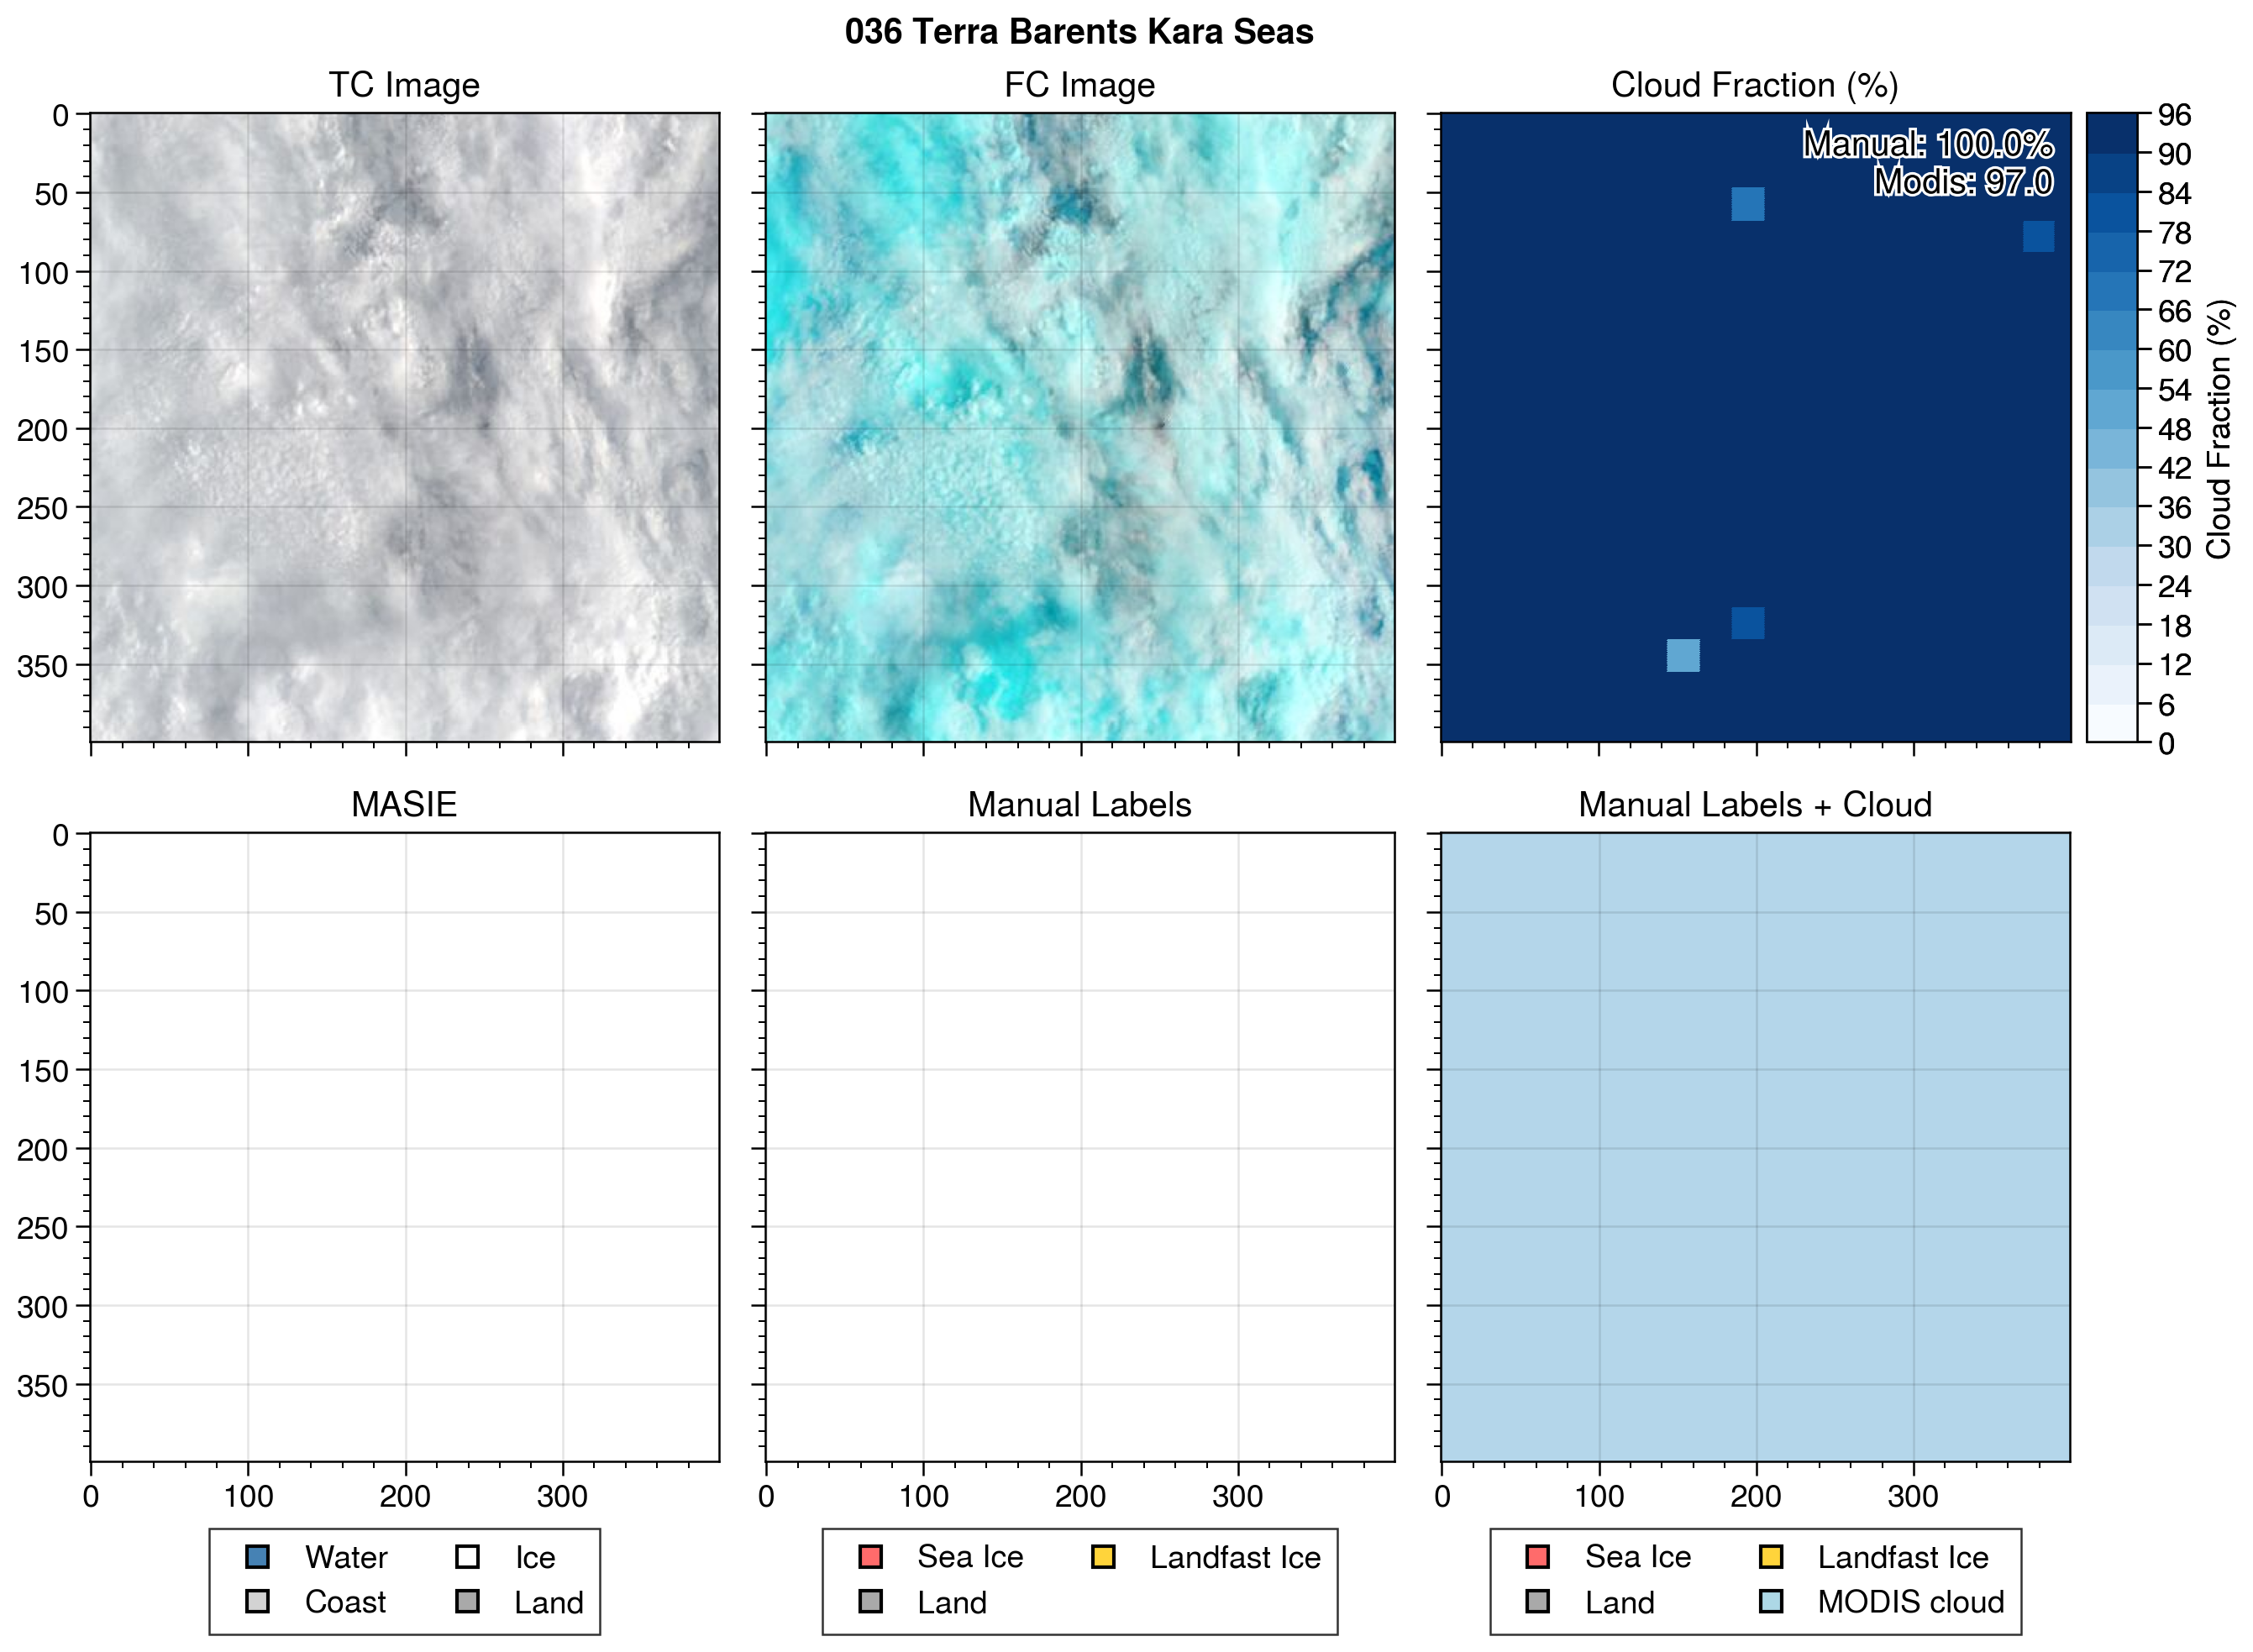 036 Terra Barents Kara Seas
TC Image
FC Image
Cloud Fraction (%)
0
50
100
150
200
250
300
350
Manual: 100.0%
Modis: 97.0
96
90
84
78
72
66
60
54
48
42
36
30
24
18
12
6
0
Cloud Fraction (%)
MASIE
Manual Labels
Manual Labels + Cloud
0
50
100
150
200
250
300
350
0 100 200 300
0 100 200 300
0 100 200 300
Water Ice
Coast Land
Sea Ice Landfast Ice
Land
Sea Ice Landfast Ice
Land MODIS cloud